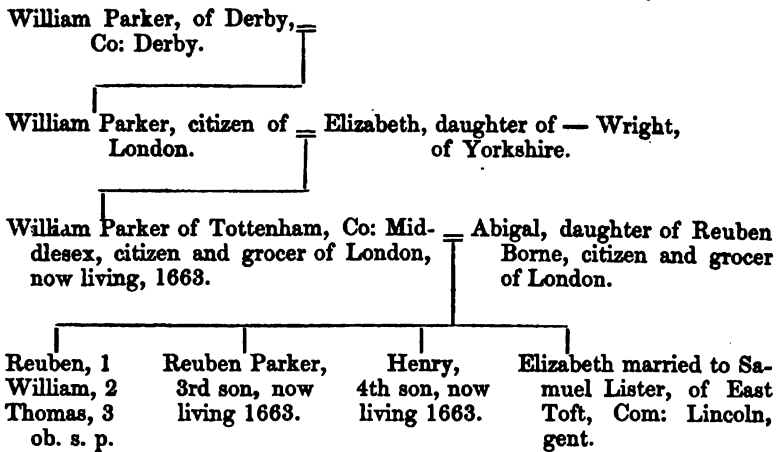 William Parker, of Derby,
Co: Derby.
William Parker, citizen of
London.
Elizabeth, daughter of — Wright,
of Yorkshire.
William Parker of Tottenham, Co: Mid-
dlesex, citizen and grocer of London,
now living, 1663.
Abigal, daughter of Reuben
Borne, citizen and grocer
of London.
Reuben, 1
William, 2
Thomas, 3
ob. s. p.
Reuben Parker,
3rd son, now
living 1663.
Henry,
4th son, now
living 1663.
Elizabeth married to Sa-
muel Lister, of East
Toft, Com: Lincoln,
gent.